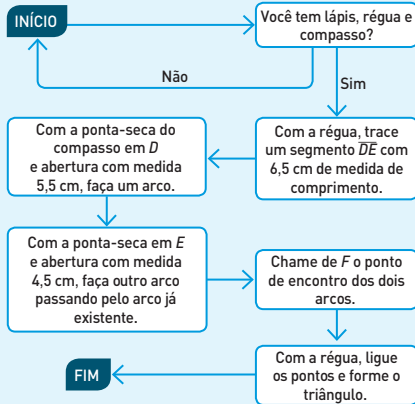 INÍCIO
Você tem lápis, régua e
compasso?
Não
Sim
Com a régua, trace
um segmento DE com
6,5 cm de medida de
comprimento.
Com a ponta-seca do
compasso em D
e abertura com medida
5,5 cm, faça um arco.
Com a ponta-seca em E
e abertura com medida
4,5 cm, faça outro arco
passando pelo arco já
existente.
Chame de F o ponto
de encontro dos dois
arcos.
Com a régua, ligue
os pontos e forme o
triângulo.
FIM